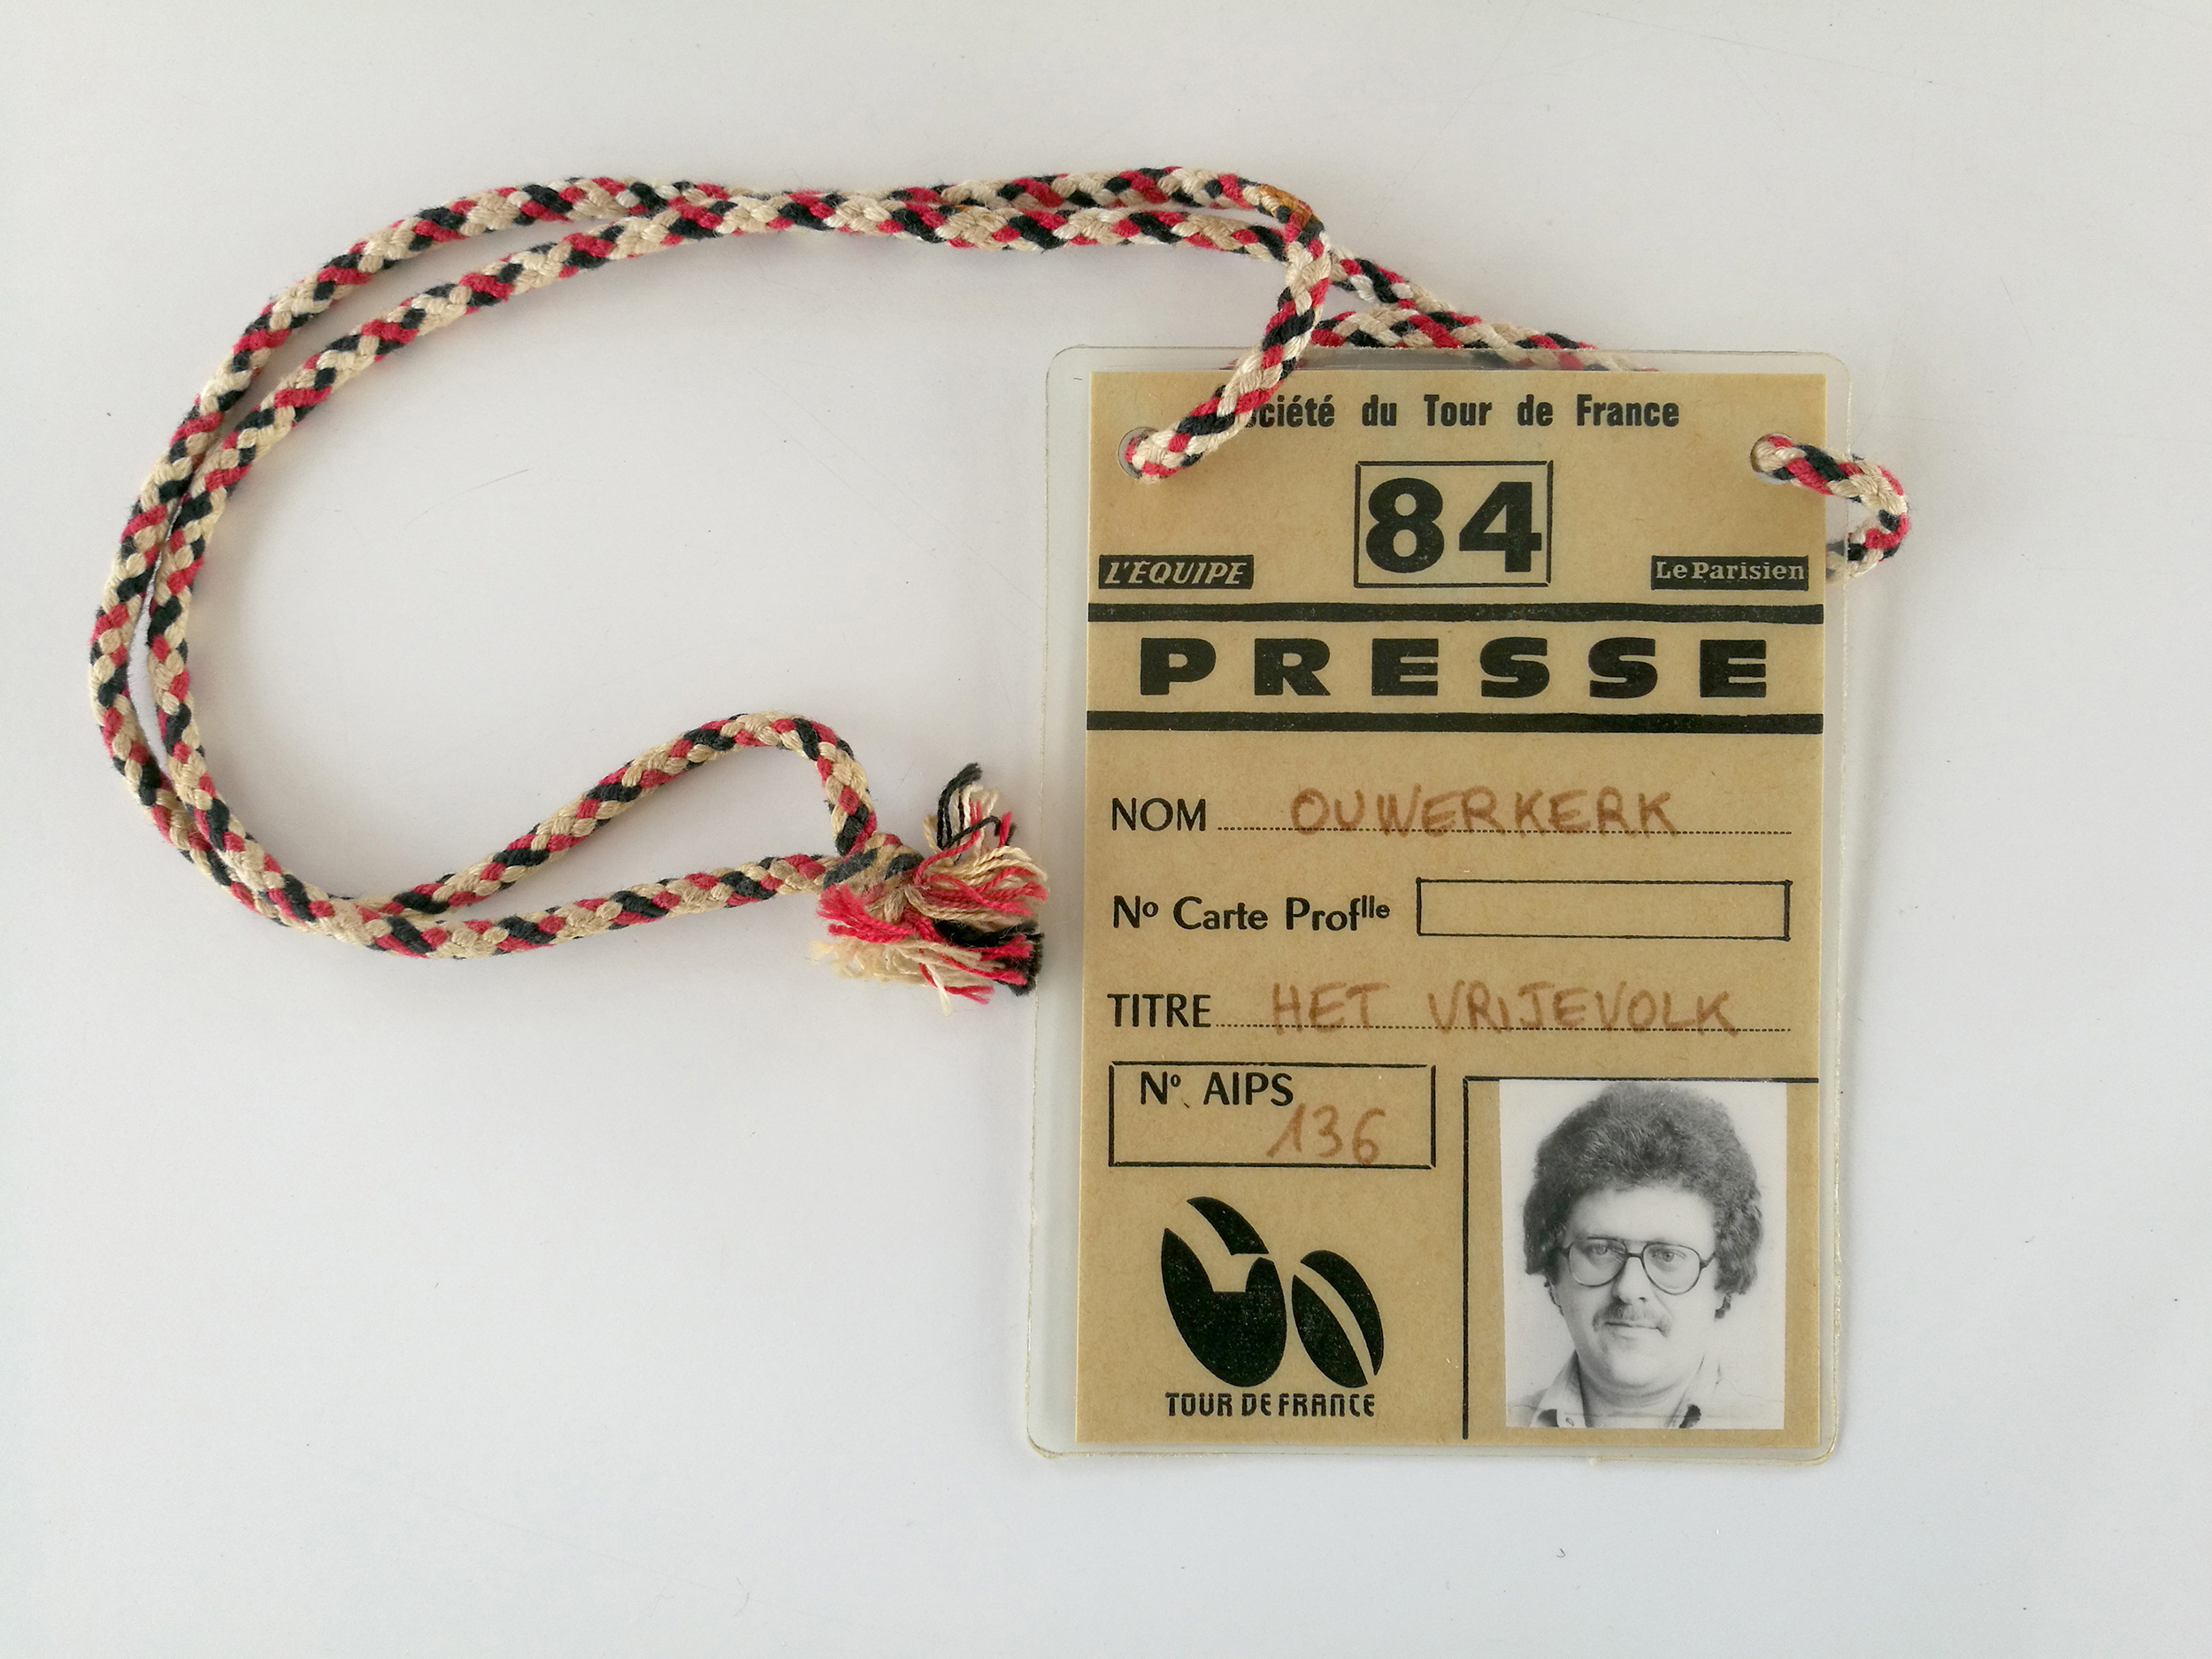 ciété du Tour de France
84
L'EQUIPE
Le Parisien
PRESSE
NOM OUWERKERK
Nº Carte Proflle
TITRE HET VRIJEVOLK
Nº AIPS
136
TOUR DE FRANCE